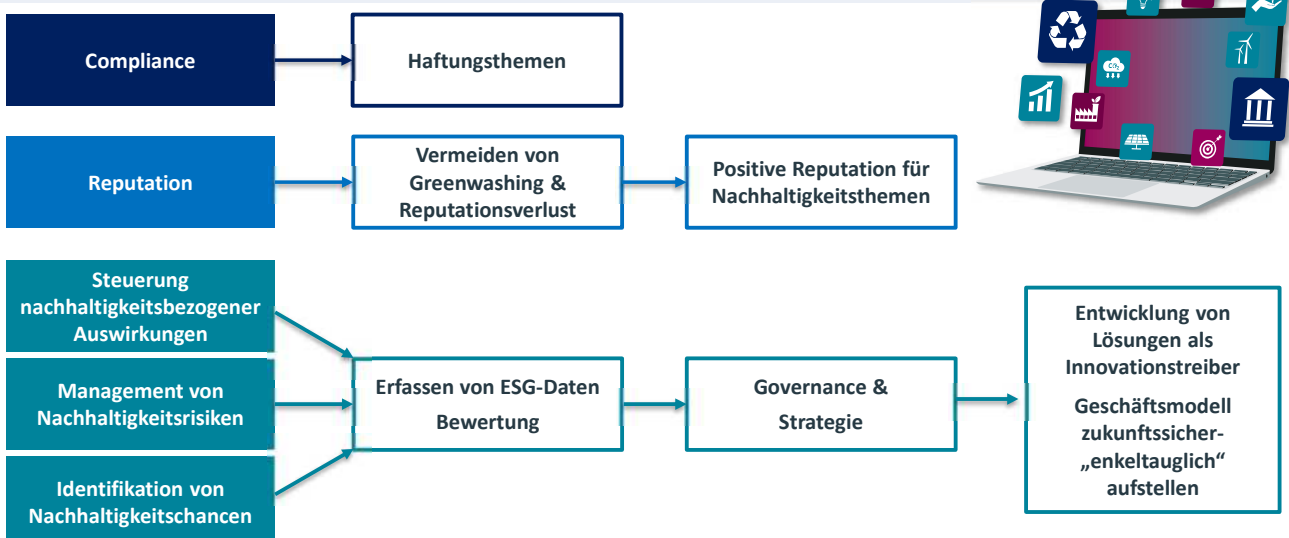 Compliance
Haftungsthemen
Reputation
Vermeiden von
Greenwashing &
Reputationsverlust
Positive Reputation für
Nachhaltigkeitsthemen
Steuerung
nachhaltigkeitsbezogener
Auswirkungen
Management von
Nachhaltigkeitsrisiken
Identifikation von
Nachhaltigkeitschancen
Erfassen von ESG-Daten
Bewertung
Governance &
Strategie
Entwicklung von
Lösungen als
Innovationstreiber
Geschäftsmodell
zukunftssicher-
„enkeltauglich“
aufstellen
CO₂